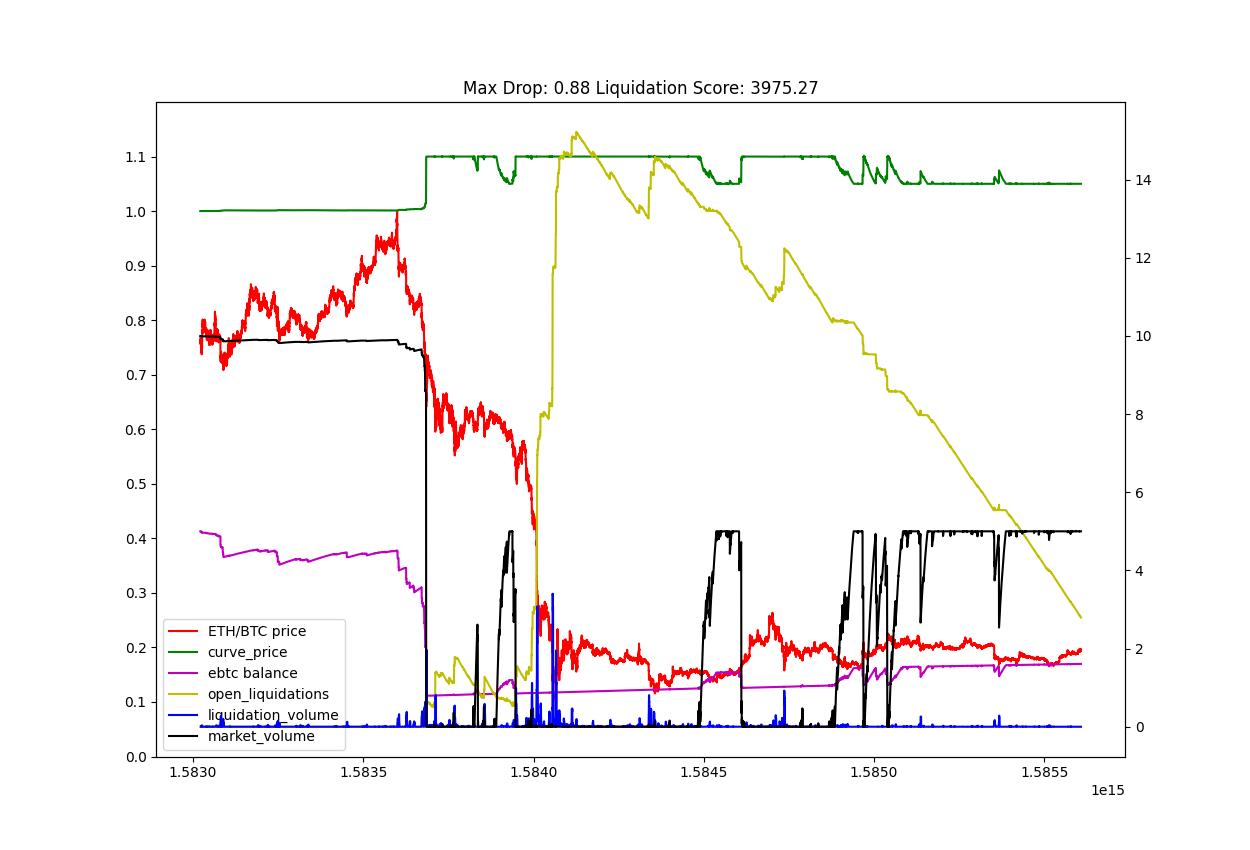 Max Drop: 0.88 Liquidation Score: 3975.27
1.1
1.0
0.9
0.8
0.7
0.6
0.5
0.4
0.3
0.2
0.1
0.0
14
12
10
8
6
4
2
0
ETH/BTC price
curve_price
ebtc balance
open_liquidations
liquidation_volume
market_volume
1.5830 1.5835 1.5840 1.5845 1.5850 1.5855
1e15